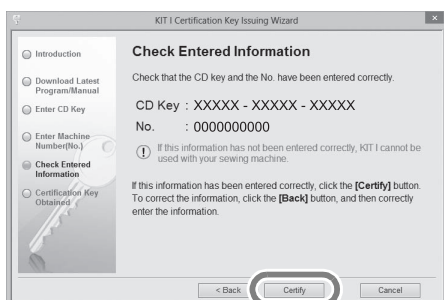 KIT I Certification Key Issuing Wizard
Introduction
Download Latest
Program/Manual
Enter CD Key
Enter Machine
Number(No.)
Check Entered
Information
Certification Key
Obtained
Check Entered Information
Check that the CD key and the No. have been entered correctly.
CD Key : XXXXX - XXXXX - XXXXX
No. : 0000000000
If this information has not been entered correctly, KIT I cannot be
used with your sewing machine.
If this information has been entered correctly, click the [Certify] button.
To correct the information, click the [Back] button, and then correctly
enter the information.
< Back
Certify
Cancel